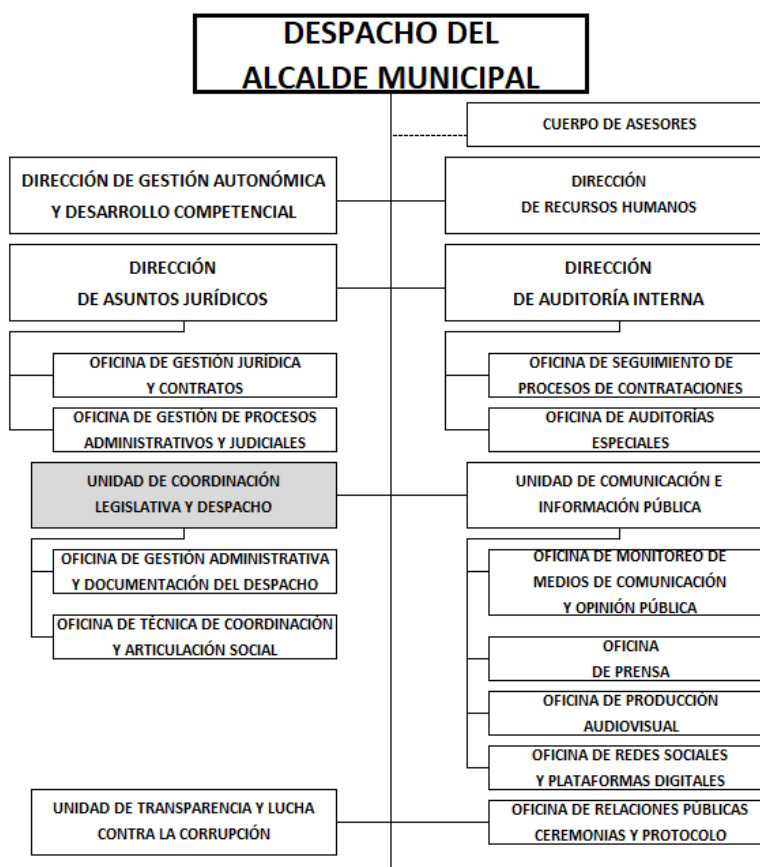 DESPACHO DEL
ALCALDE MUNICIPAL
CUERPO DE ASESORES
DIRECCIÓN DE GESTIÓN AUTONÓMICA
Y DESARROLLO COMPETENCIAL
DIRECCIÓN
DE RECURSOS HUMANOS
DIRECCIÓN
DE ASUNTOS JURÍDICOS
DIRECCIÓN
DE AUDITORÍA INTERNA
OFICINA DE GESTIÓN JURÍDICA
Y CONTRATOS
OFICINA DE SEGUIMIENTO DE
PROCESOS DE CONTRATACIONES
OFICINA DE GESTIÓN DE PROCESOS
ADMINISTRATIVOS Y JUDICIALES
OFICINA DE AUDITORÍAS
ESPECIALES
UNIDAD DE COORDINACIÓN
LEGISLATIVA Y DESPACHO
UNIDAD DE COMUNICACIÓN E
INFORMACIÓN PÚBLICA
OFICINA DE GESTIÓN ADMINISTRATIVA
Y DOCUMENTACIÓN DEL DESPACHO
OFICINA DE MONITOREO DE
MEDIOS DE COMUNICACIÓN
Y OPINIÓN PÚBLICA
OFICINA DE TÉCNICA DE COORDINACIÓN
Y ARTICULACIÓN SOCIAL
OFICINA
DE PRENSA
OFICINA DE PRODUCCIÓN
AUDIOVISUAL
OFICINA DE REDES SOCIALES
Y PLATAFORMAS DIGITALES
UNIDAD DE TRANSPARENCIA Y LUCHA
CONTRA LA CORRUPCIÓN
OFICINA DE RELACIONES PÚBLICAS
CEREMONIAS Y PROTOCOLO